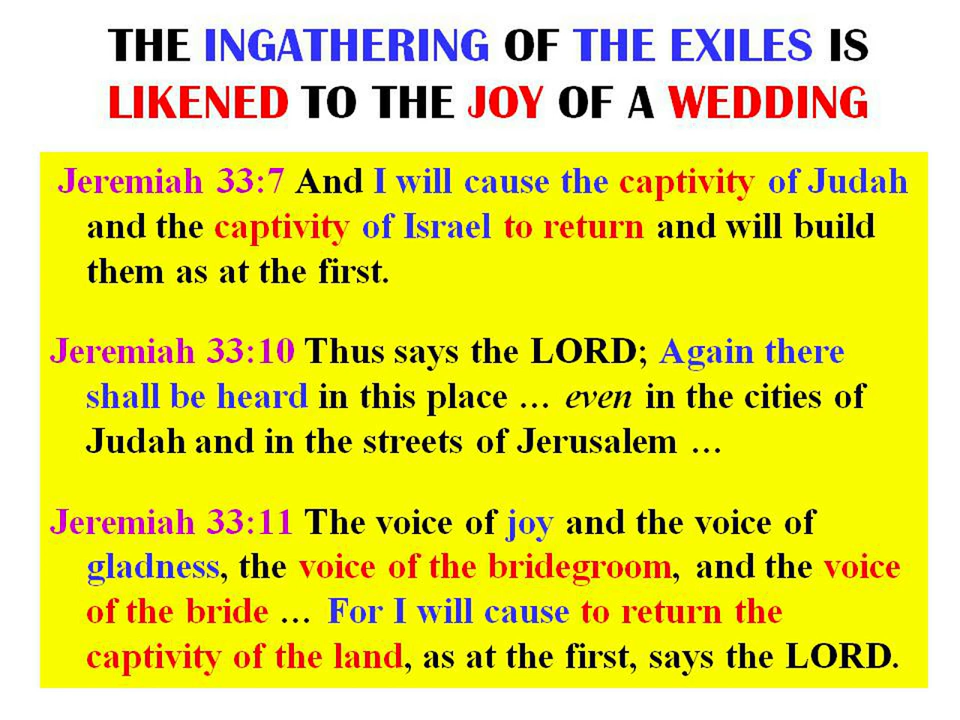 THE INGATHERING OF THE EXILES IS
LIKENED TO THE JOY OF A WEDDING
Jeremiah 33:7 And I will cause the captivity of Judah
and the captivity of Israel to return and will build
them as at the first.
Jeremiah 33:10 Thus says the LORD; Again there
shall be heard in this place … even in the cities of
Judah and in the streets of Jerusalem …
Jeremiah 33:11 The voice of joy and the voice of
gladness, the voice of the bridegroom, and the voice
of the bride … For I will cause to return the
captivity of the land, as at the first, says the LORD.